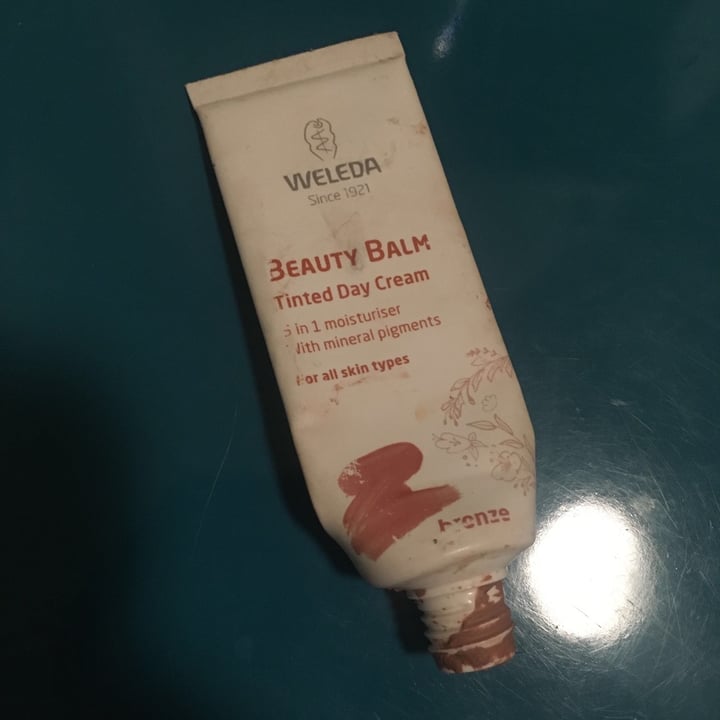 WELEDA
Since 1921
BEAUTY BALM
Tinted Day Cream
in 1 moisturiser
With mineral pigments
For all skin types
bronze